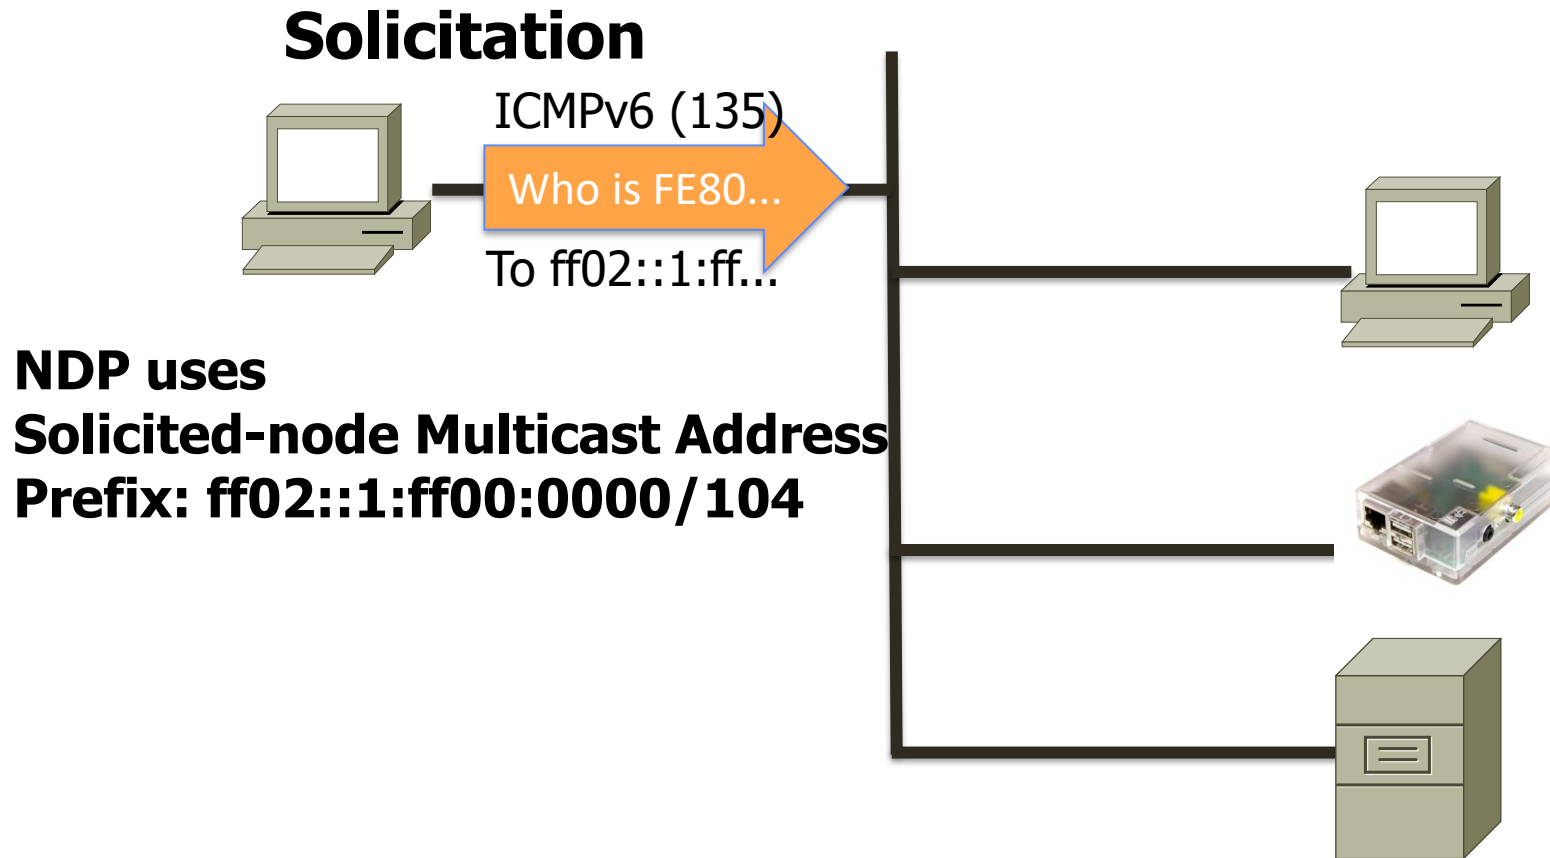 Solicitation
ICMPv6 (135)
Who is FE80...
To ff02::1:ff...
NDP uses
Solicited-node Multicast Address
Prefix: ff02::1:ff00:0000/104